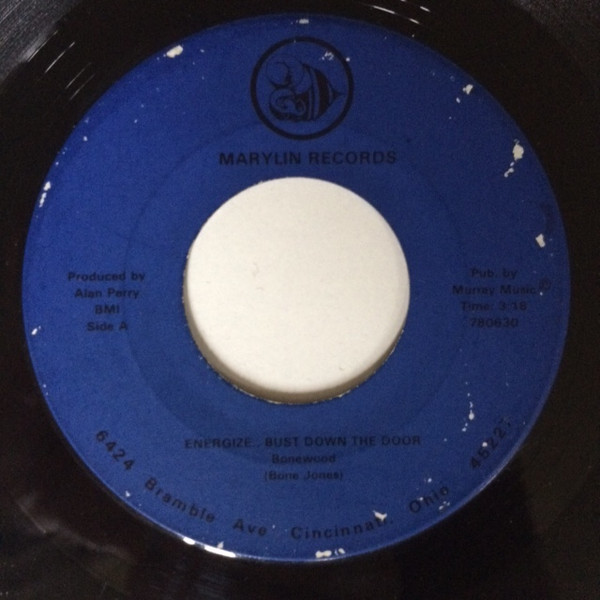 MARYLIN RECORDS
Produced by
Alan Perry
BMI
Side A
Pub. by
Murray Music
Time: 3:18
780630
ENERGIZE.. BUST DOWN THE DOOR
Bonewood
(Bone Jones)
6424 Bramble Ave Cincinnati, Ohio 45227